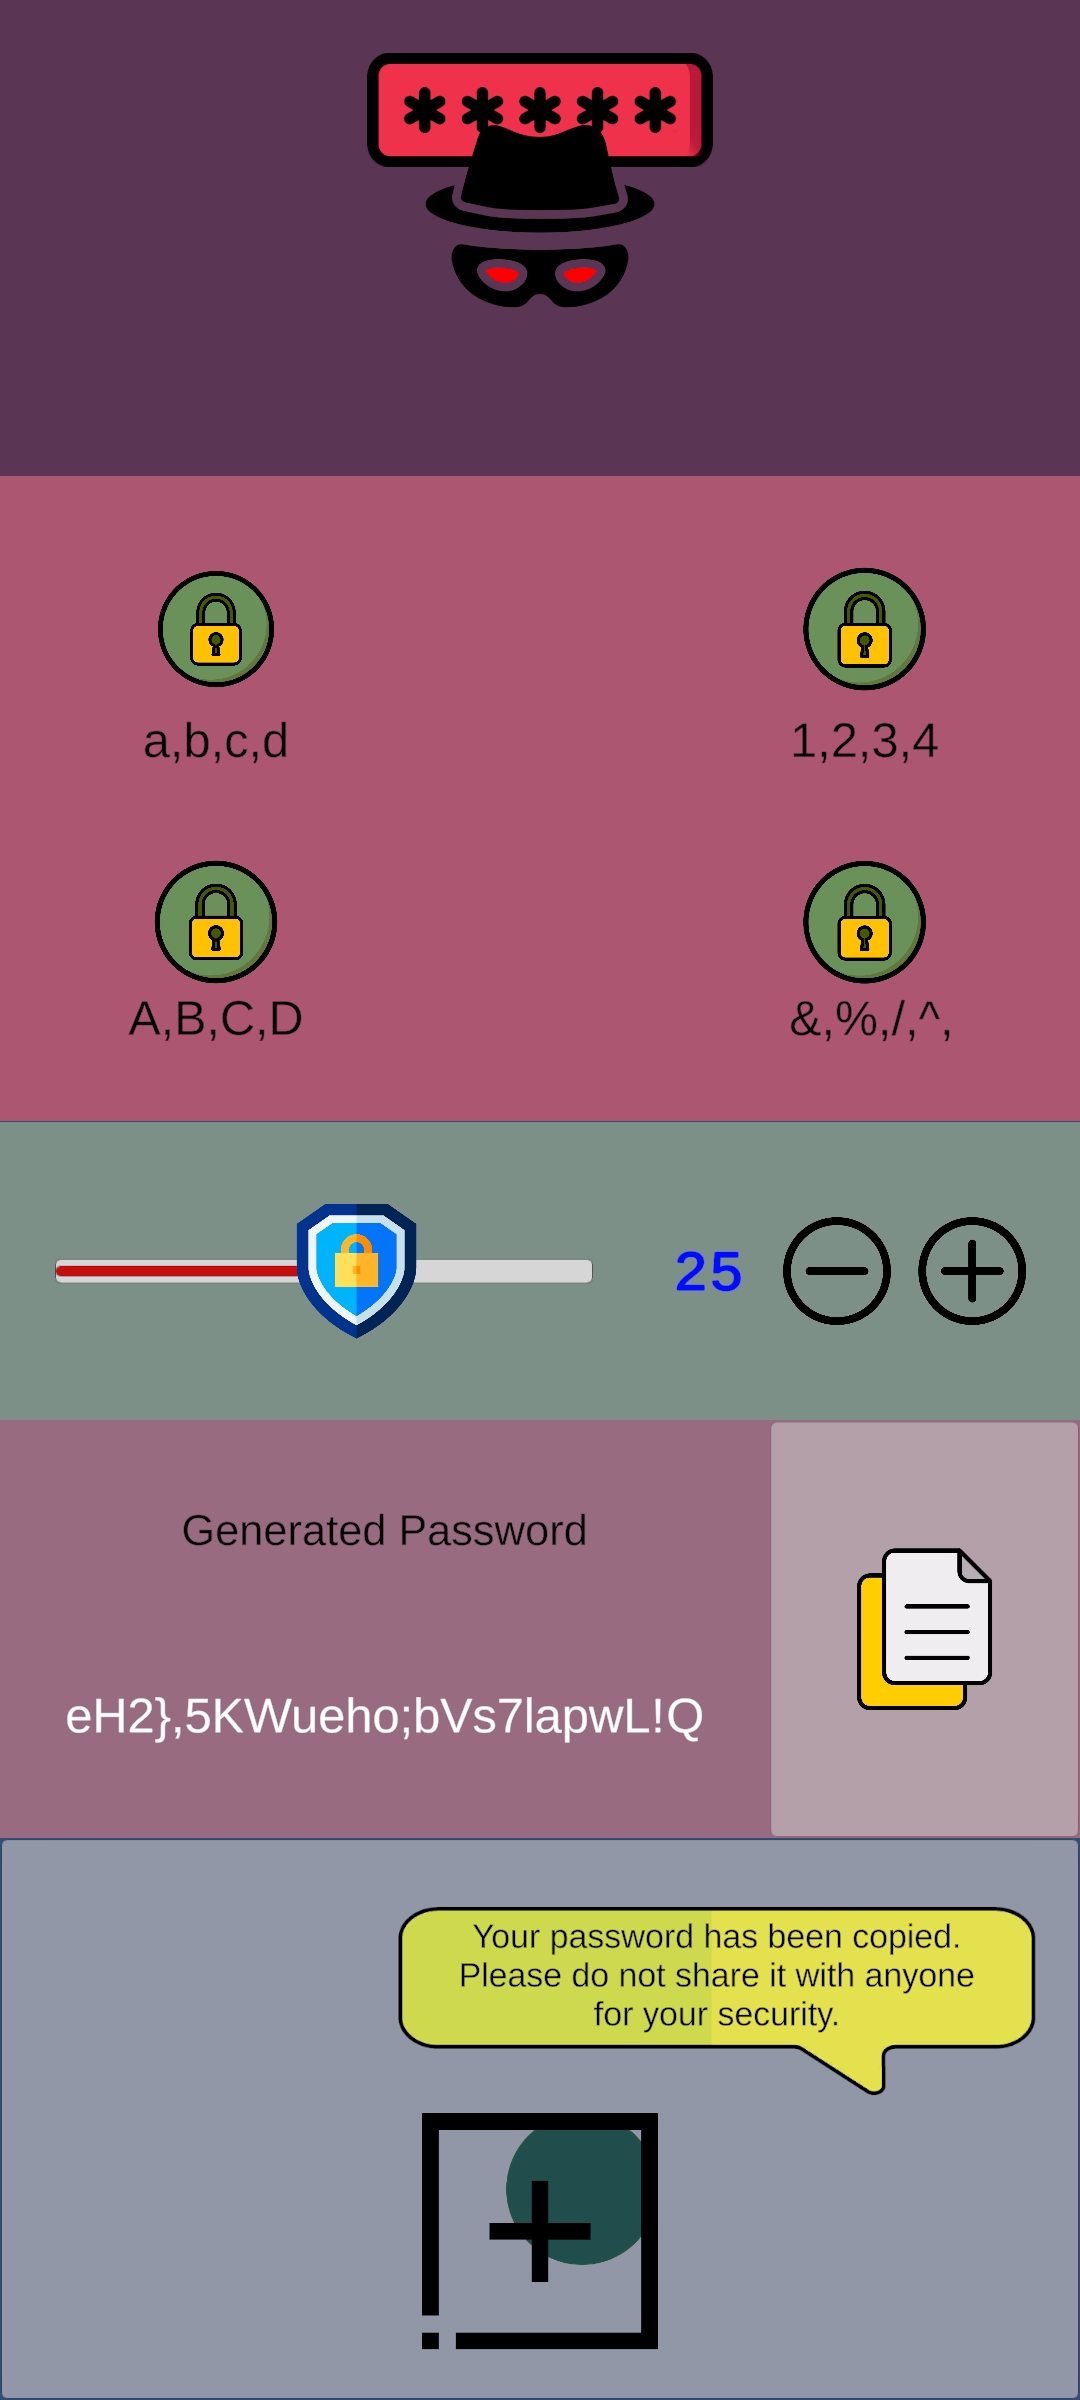 *****
a,b,c,d
1,2,3,4
A,B,C,D
&,%,/,^,
25
Generated Password
eH2},5KWueho;bVs7lapwL!Q
Your password has been copied.
Please do not share it with anyone
for your security.